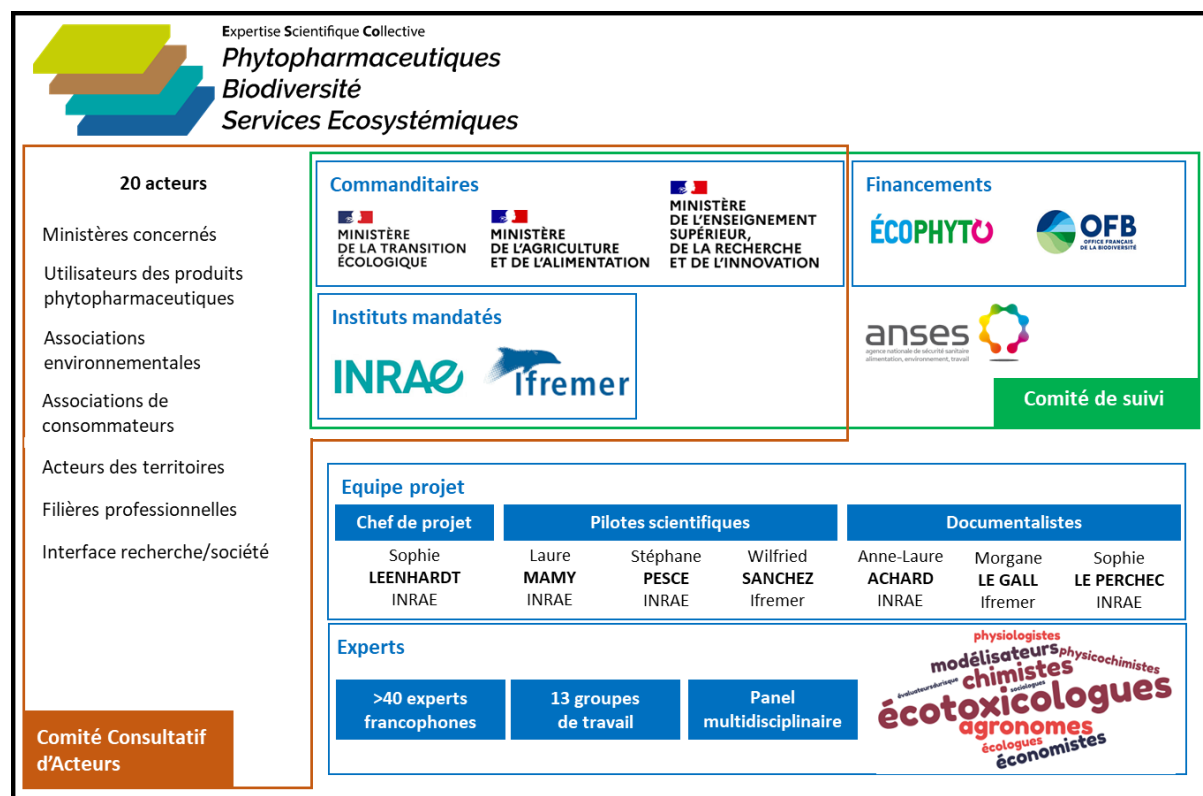 Expertise Scientifique Collective
Phytopharmaceutiques
Biodiversité
Services Ecosystémiques
20 acteurs
Ministères concernés
Utilisateurs des produits
phytopharmaceutiques
Associations
environnementales
Associations de
consommateurs
Acteurs des territoires
Filières professionnelles
Interface recherche/société
Comité Consultatif
d'Acteurs
Commanditaires
MINISTÈRE
DE LA TRANSITION
ÉCOLOGIQUE
MINISTÈRE
DE L'AGRICULTURE
ET DE L'ALIMENTATION
MINISTÈRE
DE L'ENSEIGNEMENT
SUPÉRIEUR,
DE LA RECHERCHE
ET DE L'INNOVATION
Financements
ÉCOPHYTO
OFB
OFFICE FRANÇAIS
DE LA BIODIVERSITÉ
Instituts mandatés
INRAE
Ifremer
anses
agence nationale de sécurité sanitaire
alimentation, environnement, travail
Comité de suivi
Equipe projet
Chef de projet
Sophie
LEENHARDT
INRAE
Pilotes scientifiques
Laure
MAMY
INRAE
Stéphane
PESCE
INRAE
Wilfried
SANCHEZ
Ifremer
Documentalistes
Anne-Laure
ACHARD
INRAE
Morgane
LE GALL
Ifremer
Sophie
LE PERCHEC
INRAE
Experts
>40 experts
francophones
13 groupes
de travail
Panel
multidisciplinaire
physiologistes
modélisateurs
physicochimistes
chimistes
évaluateursdurisque
sociologues
écotoxicologues
agronomes
écologues
économistes